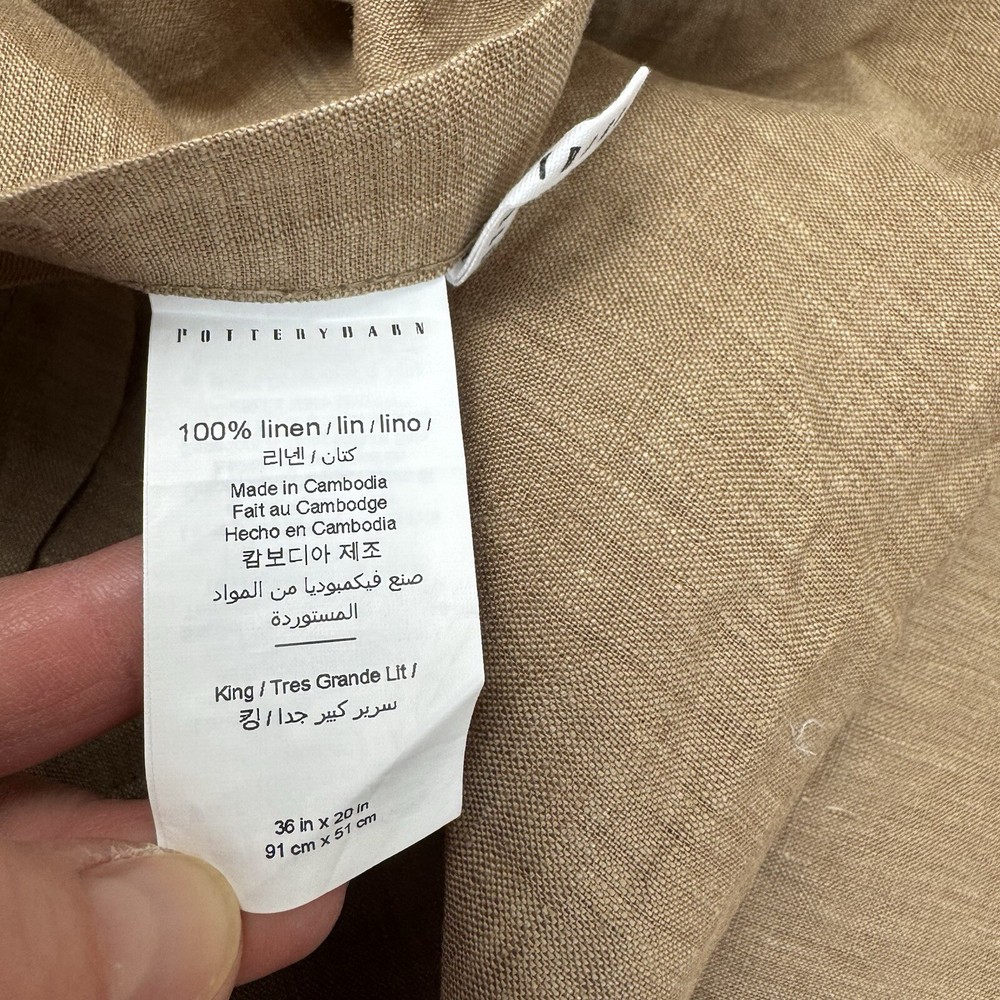 POTTERYBARN
100% linen / lin / lino /
리넨 / كتان
Made in Cambodia
Fait au Cambodge
Hecho en Cambodia
캄보디아 제조
صنع فيكمبوديا من المواد
المستوردة
King / Tres Grande Lit /
킹 / سرير كبير جدا
36 in x 20 in
91 cm x 51 cm